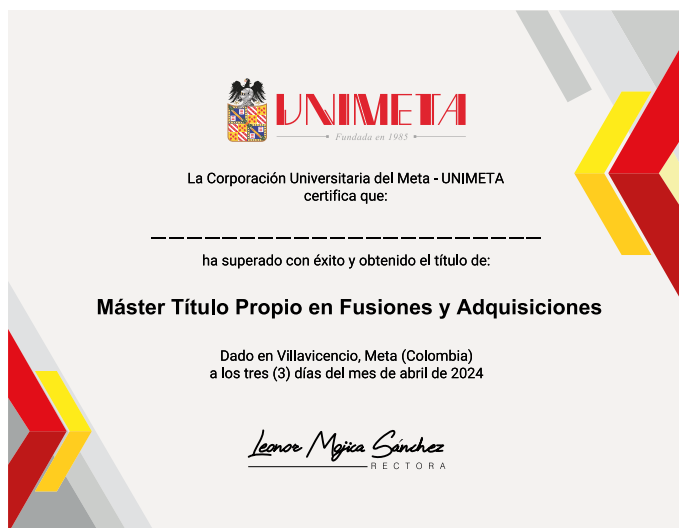 UNIMETA
Fundada en 1985
La Corporación Universitaria del Meta - UNIMETA
certifica que:
ha superado con éxito y obtenido el título de:
Máster Título Propio en Fusiones y Adquisiciones
Dado en Villavicencio, Meta (Colombia)
a los tres (3) días del mes de abril de 2024
Leonor Mojica Sánchez
RECTORA